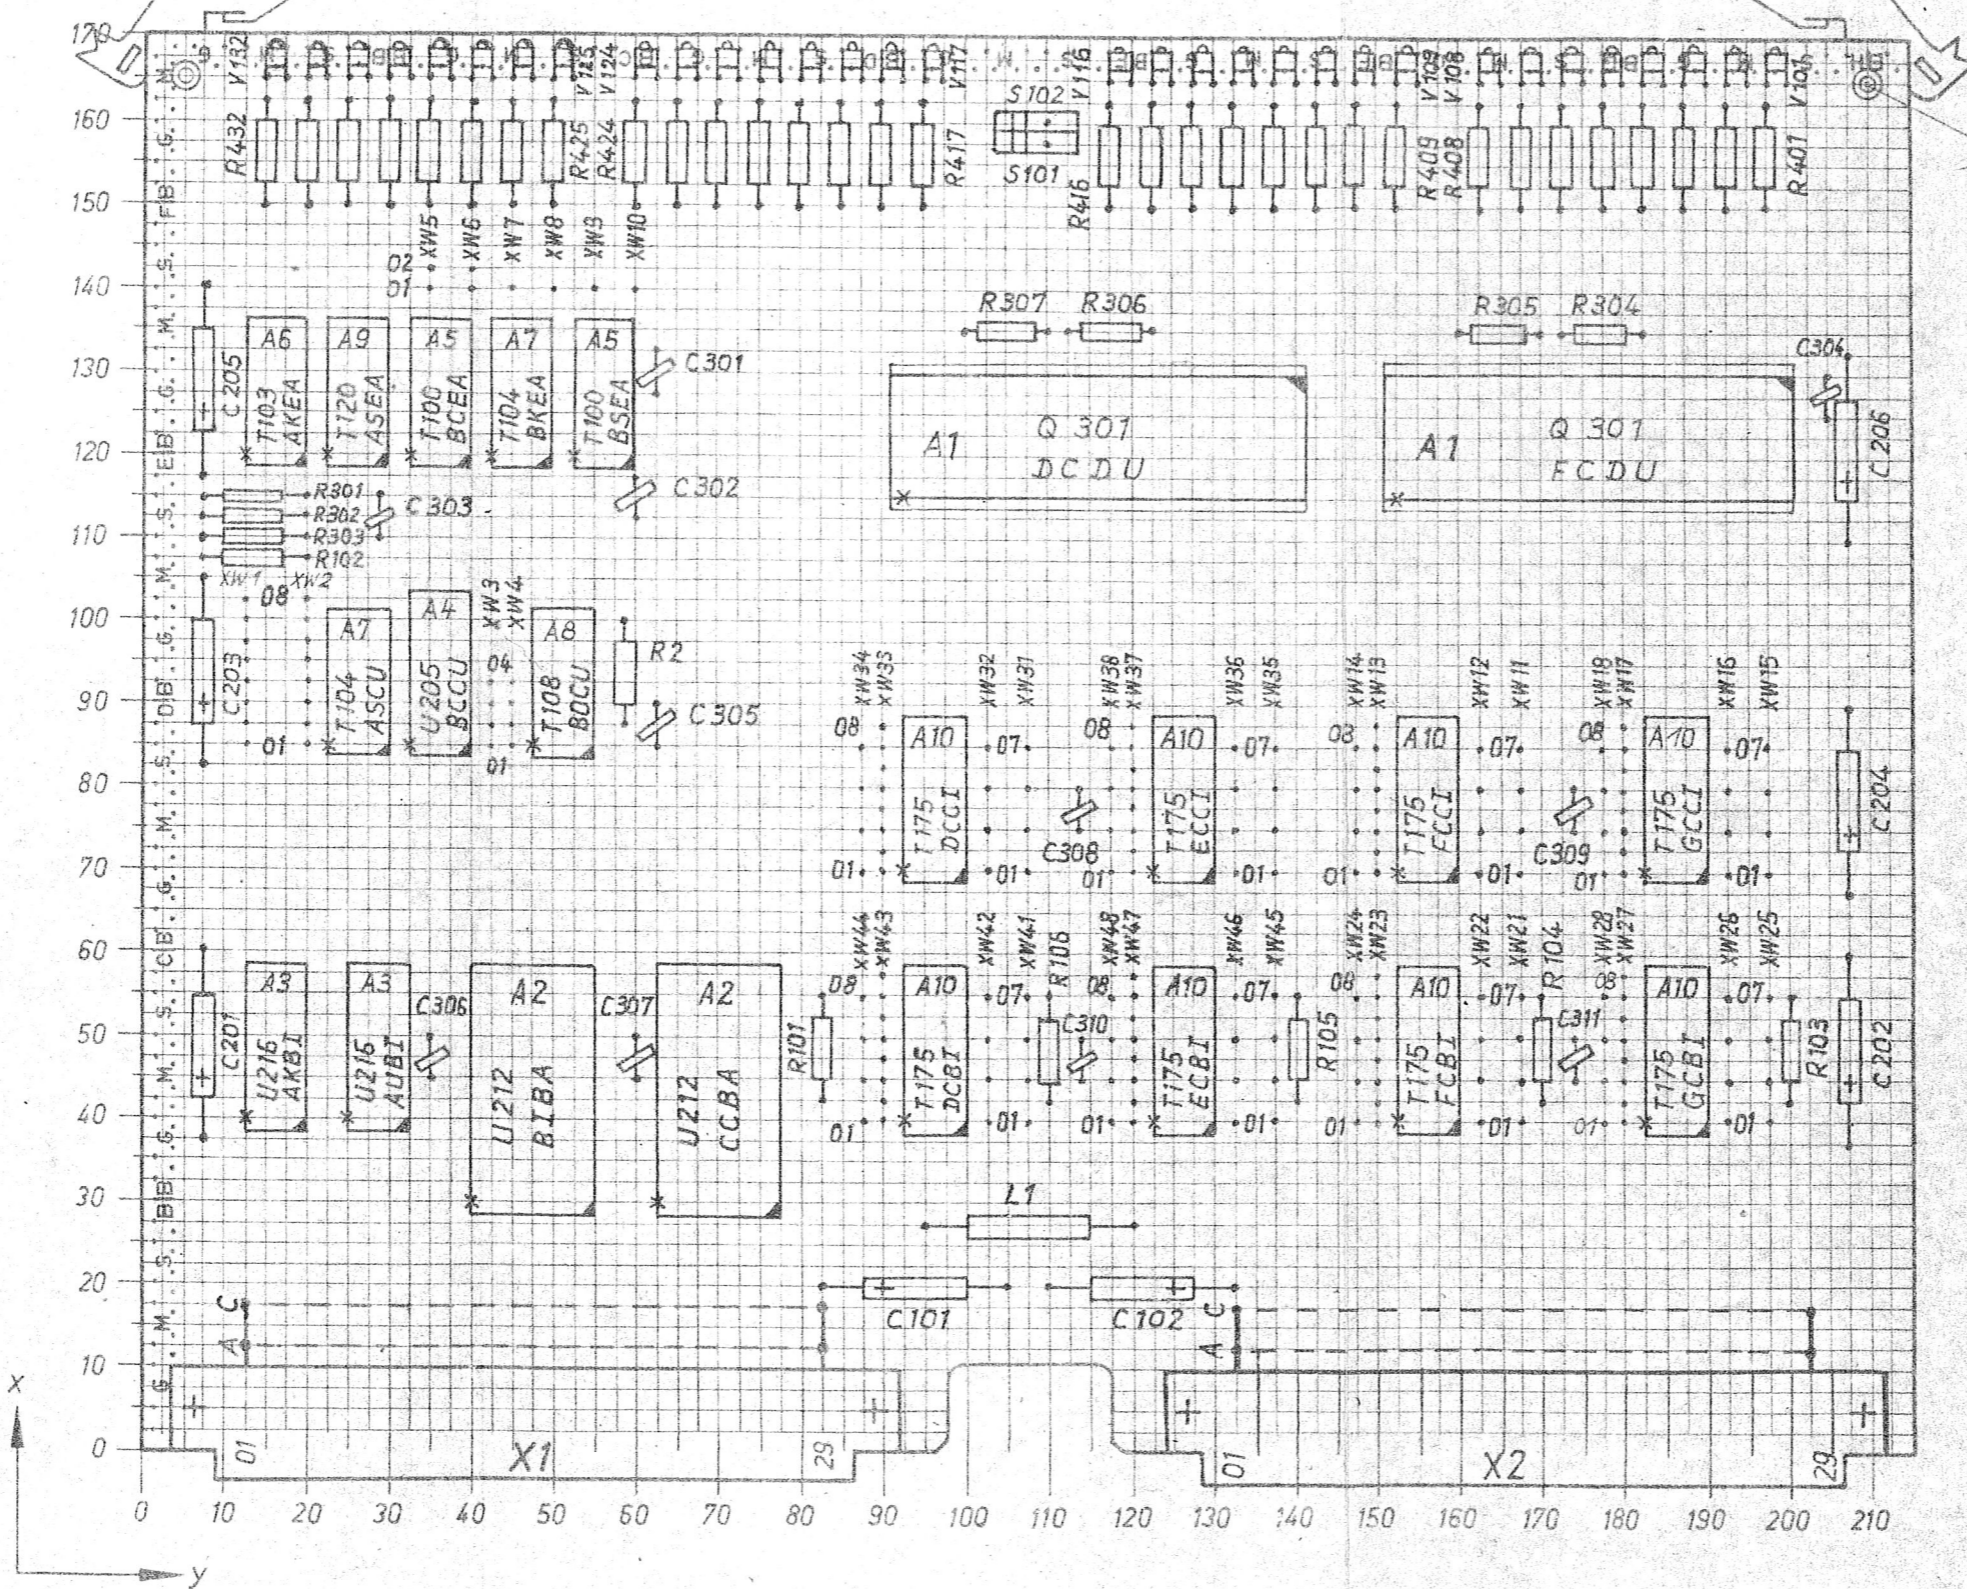 170
V132
V125
V124
V117
V116
V109
V108
V101
160
R432
R425
R424
R417
S102
S101
R416
R409
R408
R401
150
XW5
XW6
XW7
XW8
XW9
XW10
02
01
140
R307
R306
R305
R304
130
C205
A6
T103
AKEA
A9
T120
ASEA
A5
T100
BCEA
A7
T104
BKEA
A5
T100
BSEA
C301
A1
Q 301
DCDU
A1
Q 301
FCDU
C304
C206
120
R301
R302
R303
R102
C303
C302
110
XW1
XW2
08
01
100
C203
A7
T104
ASCU
A4
U205
BCCU
XW3
XW4
04
01
A8
T108
R2
C305
90
XW34
XW33
XW32
XW31
XW38
XW37
XW36
XW35
XW14
XW13
XW12
XW11
XW18
XW17
XW16
XW15
08
A10
T175
DCCI
07
08
A10
T175
ECCI
07
08
A10
T175
FCCI
07
08
A10
T175
GCCI
07
80
C308
C309
C204
70
01
01
01
01
01
01
01
01
60
XW44
XW43
XW42
XW41
R106
XW48
XW47
XW46
XW45
XW24
XW23
XW22
XW21
R104
XW28
XW27
XW26
XW25
C201
A3
U216
AKBI
A3
U216
AUBI
C306
A2
U212
BIBA
C307
A2
U212
CCBA
R101
08
A10
T175
DCBI
07
C310
08
A10
T175
ECBI
07
R105
08
A10
T175
FCBI
07
C311
08
A10
T175
GCBI
07
R103
C202
50
40
01
01
01
01
01
01
01
01
30
L1
20
C101
C102
C
A
C
A
10
0
01
X1
29
01
X2
29
X
0 10 20 30 40 50 60 70 80 90 100 110 120 130 140 150 160 170 180 190 200 210
y